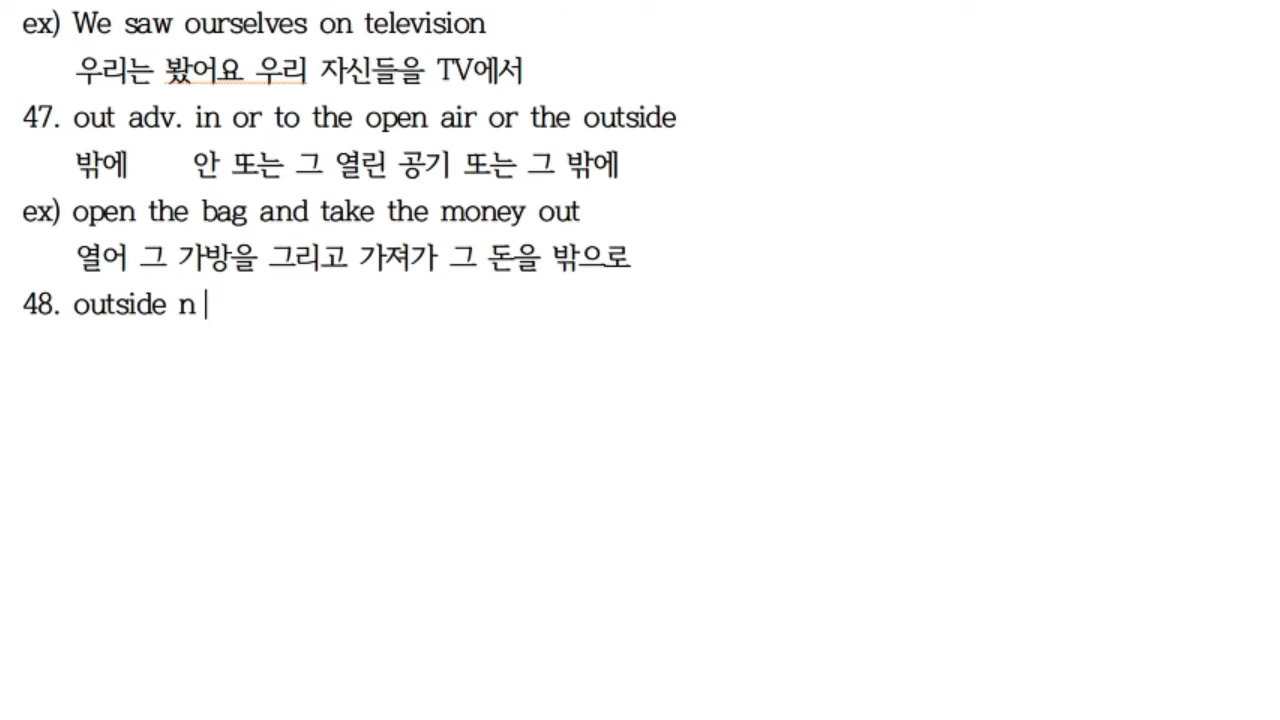 ex) We saw ourselves on television
우리는 봤어요 우리 자신들을 TV에서
47. out adv. in or to the open air or the outside
밖에 안 또는 그 열린 공기 또는 그 밖에
ex) open the bag and take the money out
열어 그 가방을 그리고 가져가 그 돈을 밖으로
48. outside n